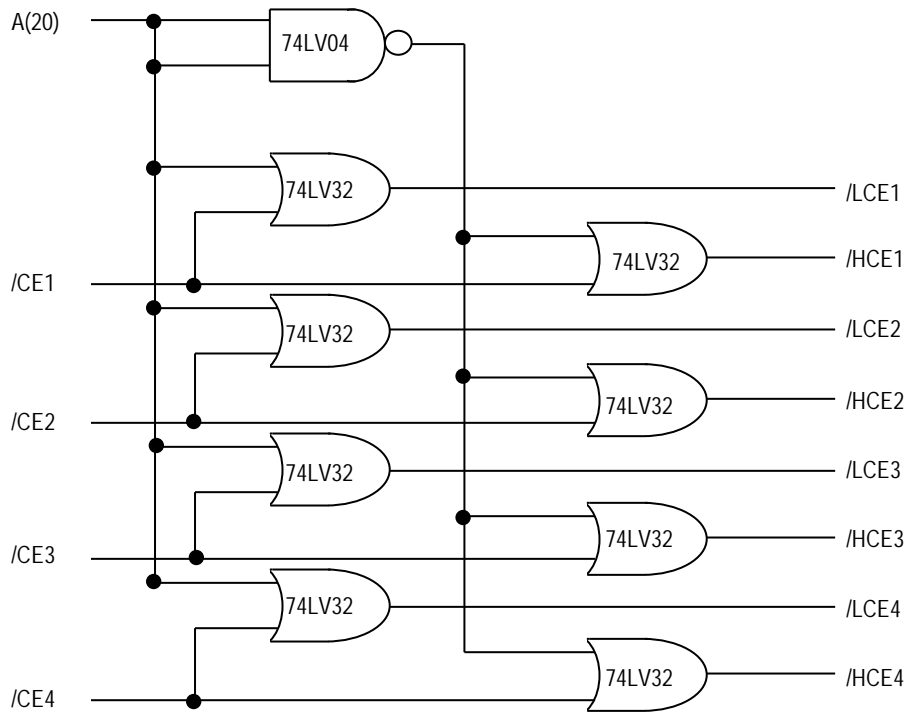 A(20)
74LV04
74LV32
/LCE1
74LV32
/HCE1
/CE1
74LV32
/LCE2
74LV32
/HCE2
/CE2
74LV32
/LCE3
74LV32
/HCE3
/CE3
74LV32
/LCE4
74LV32
/HCE4
/CE4